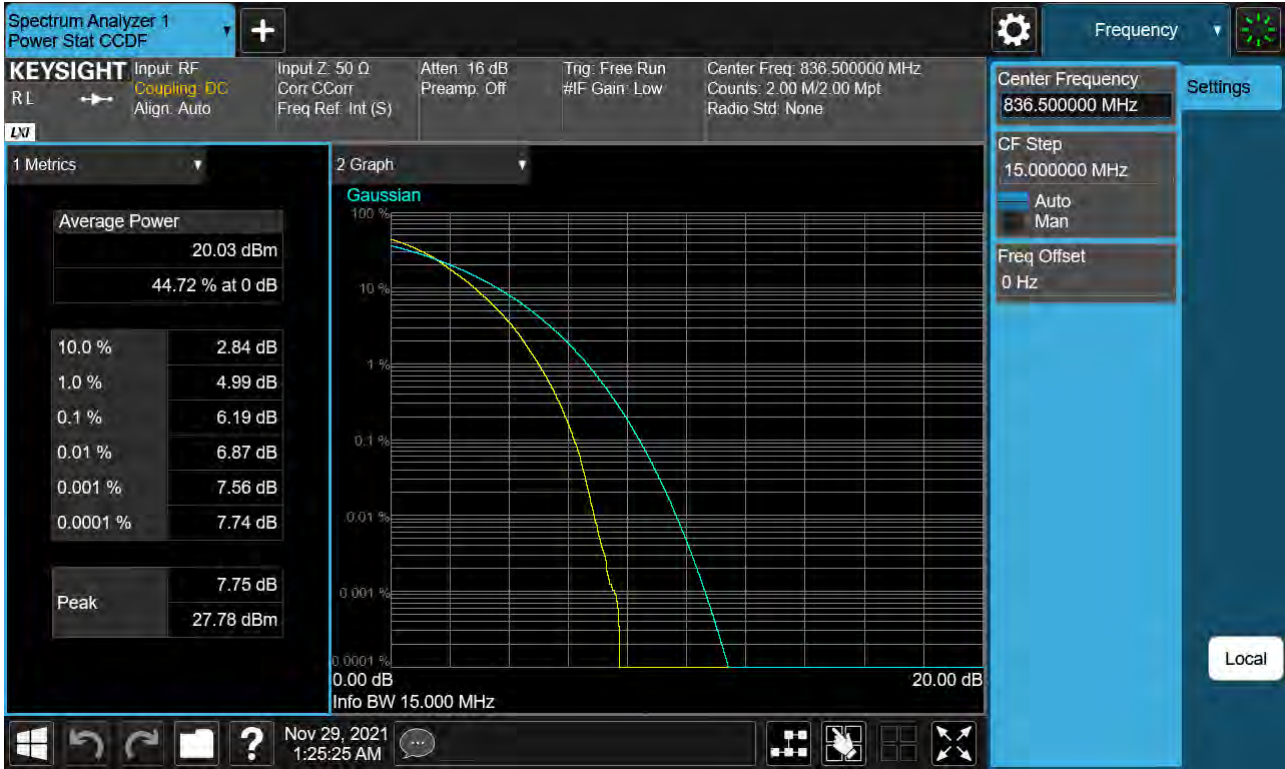 Spectrum Analyzer 1
Power Stat CCDF
Frequency
KEYSIGHT
R L
LXI
Input: RF
Coupling: DC
Align: Auto
Input Z: 50 Ω
Corr CCorr
Freq Ref: Int (S)
Atten: 16 dB
Preamp: Off
Trig: Free Run
#IF Gain: Low
Center Freq: 836.500000 MHz
Counts: 2.00 M/2.00 Mpt
Radio Std: None
Center Frequency
836.500000 MHz
Settings
CF Step
15.000000 MHz
Auto
Man
Freq Offset
0 Hz
Local
1 Metrics
Average Power
20.03 dBm
44.72 % at 0 dB
10.0 % 2.84 dB
1.0 % 4.99 dB
0.1 % 6.19 dB
0.01 % 6.87 dB
0.001 % 7.56 dB
0.0001 % 7.74 dB
Peak
7.75 dB
27.78 dBm
2 Graph
Gaussian
100 %
10 %
1 %
0.1 %
0.01 %
0.001 %
0.0001 %
0.00 dB 20.00 dB
Info BW 15.000 MHz
Nov 29, 2021
1:25:25 AM